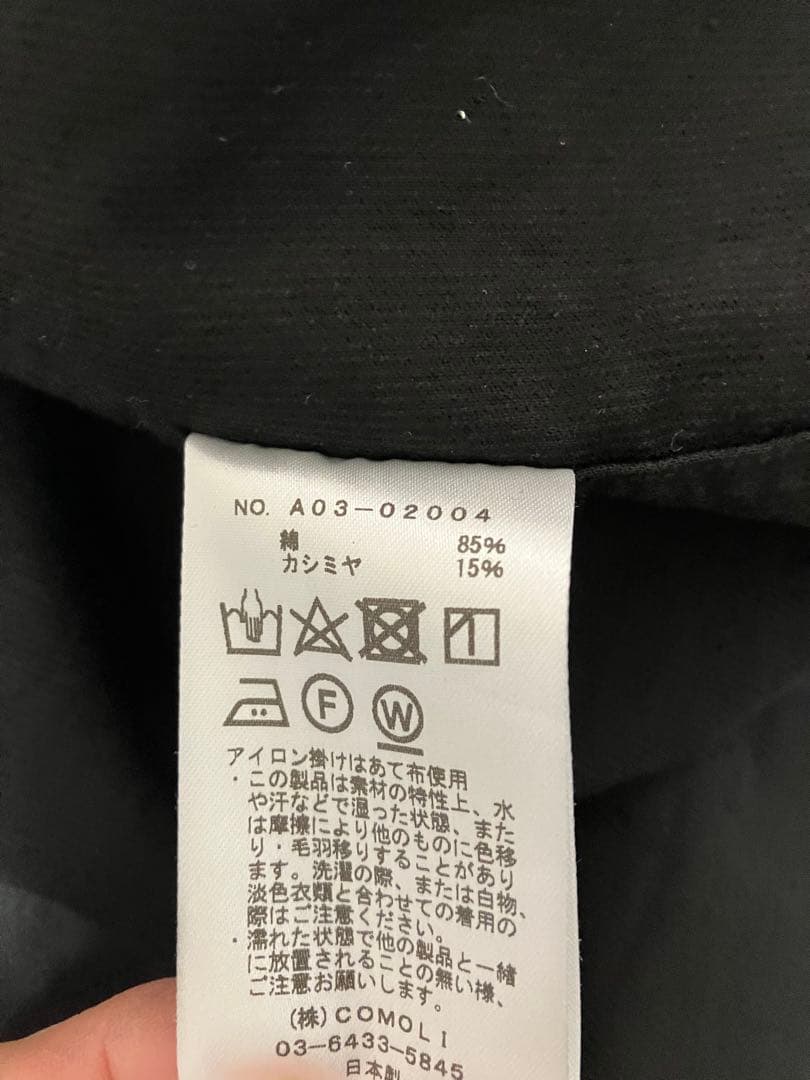 NO. A03-02004
綿 85%
カシミヤ 15%
F W
アイロン掛けはあて布使用
・この製品は素材の特性上、水
や汗などで湿った状態、また
は摩擦により他のものに色移
り・毛羽移りすることがあり
ます。洗濯の際、または白物、
淡色衣類と合わせての着用の
際はご注意ください。
・濡れた状態で他の製品と一緒
に放置されることの無い様、
ご注意お願いします。
(株)COMOLI
03-6433-5845
日本製